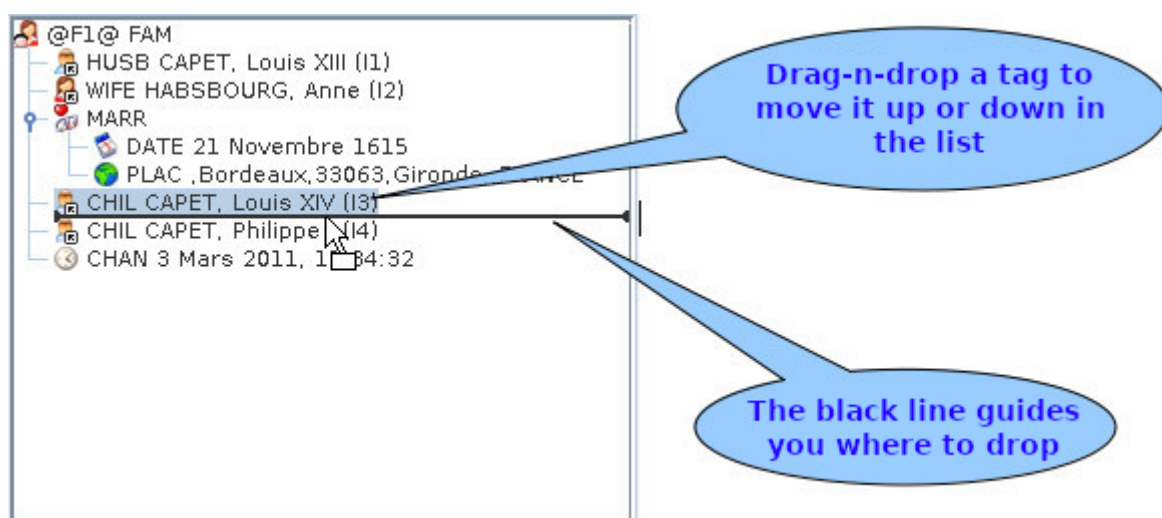 @F1@ FAM
HUSB CAPET, Louis XIII (I1)
WIFE HABSBOURG, Anne (I2)
MARR
DATE 21 Novembre 1615
PLAC ,Bordeaux,33063,Gironde,
CHIL CAPET, Louis XIV (I3)
CHIL CAPET, Philippe (I4)
CHAN 3 Mars 2011,
Drag-n-drop a tag to
move it up or down in
the list
The black line guides
you where to drop